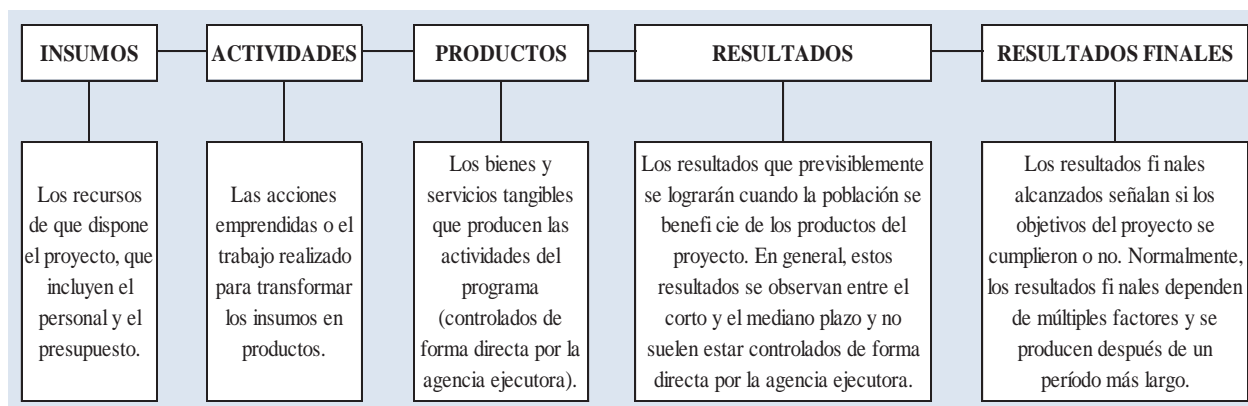 INSUMOS
ACTIVIDADES
PRODUCTOS
RESULTADOS
RESULTADOS FINALES
Los recursos
de que dispone
el proyecto, que
incluyen el
personal y el
presupuesto.
Las acciones
emprendidas o el
trabajo realizado
para transformar
los insumos en
productos.
Los bienes y
servicios tangibles
que producen las
actividades del
programa
(controlados de
forma directa por la
agencia ejecutora).
Los resultados que previsiblemente
se lograrán cuando la población se
benefi cie de los productos del
proyecto. En general, estos
resultados se observan entre el
corto y el mediano plazo y no
suelen estar controlados de forma
directa por la agencia ejecutora.
Los resultados fi nales
alcanzados señalan si los
objetivos del proyecto se
cumplieron o no. Normalmente,
los resultados fi nales dependen
de múltiples factores y se
producen después de un
período más largo.